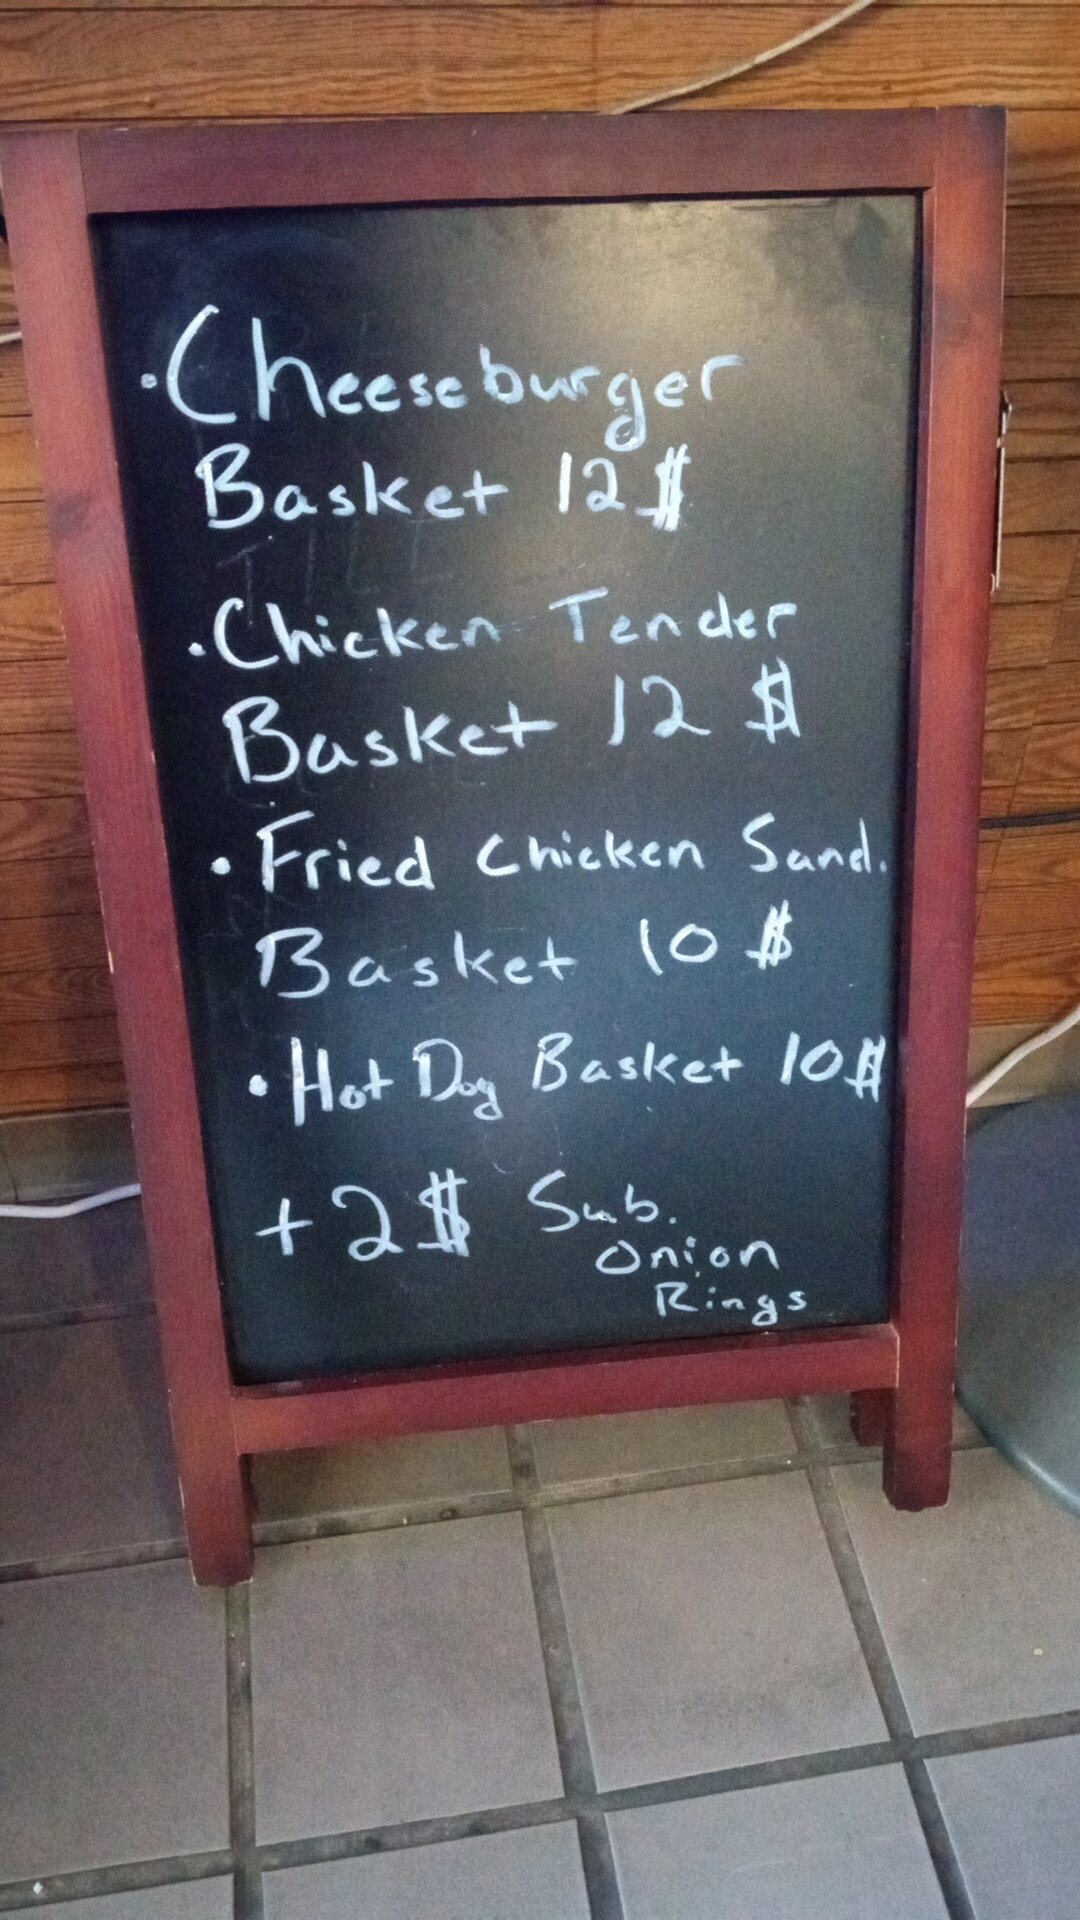 ·Cheeseburger
Basket 12$
·Chicken Tender
Basket 12$
·Fried Chicken Sand.
Basket 10$
·Hot Dog Basket 10$
+2$ Sub.
Onion
Rings